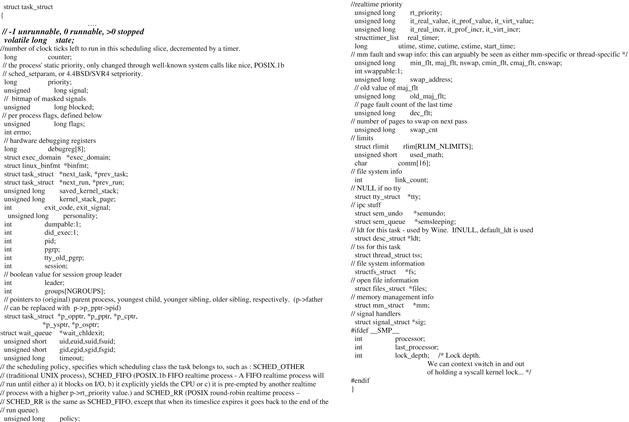 struct task_struct
{
....
// -1 unrunnable, 0 runnable, >0 stopped
volatile long state;
//number of clock ticks left to run in this scheduling slice, decremented by a timer.
long counter;
// the process' static priority, only changed through well-known system calls like nice, POSIX.1b
// sched_setparam, or 4.4BSD/SVR4 setpriority.
long priority;
unsigned long signal;
// bitmap of masked signals
unsigned long blocked;
// per process flags, defined below
unsigned long flags;
int errno;
// hardware debugging registers
long debugreg[8];
struct exec_domain *exec_domain;
struct linux_binfmt *binfmt;
struct task_struct *next_task, *prev_task;
struct task_struct *next_run, *prev_run;
unsigned long saved_kernel_stack;
unsigned long kernel_stack_page;
int exit_code, exit_signal;
unsigned long personality;
int dumpable:1;
int did_exec:1;
int pid;
int pgrp;
int tty_old_pgrp;
int session;
// boolean value for session group leader
int leader;
int groups[NGROUPS];
// pointers to (original) parent process, youngest child, younger sibling, older sibling, respectively. (p->father
// can be replaced with p->p_pptr->pid)
struct task_struct *p_opptr, *p_pptr, *p_cptr,
*p_ysptr, *p_osptr;
struct wait_queue *wait_chldexit;
unsigned short uid,euid,suid,fsuid;
unsigned short gid,egid,sgid,fsgid;
unsigned long timeout;
// the scheduling policy, specifies which scheduling class the task belongs to, such as : SCHED_OTHER
// (traditional UNIX process), SCHED_FIFO (POSIX.1b FIFO realtime process - A FIFO realtime process will
// run until either a) it blocks on I/O, b) it explicitly yields the CPU or c) it is pre-empted by another realtime
// process with a higher p->rt_priority value.) and SCHED_RR (POSIX round-robin realtime process –
// SCHED_RR is the same as SCHED_FIFO, except that when its timeslice expires it goes back to the end of the
// run queue).
unsigned long policy;
//realtime priority
unsigned long rt_priority;
unsigned long it_real_value, it_prof_value, it_virt_value;
unsigned long it_real_incr, it_prof_incr, it_virt_incr;
structtimer_list real_timer;
long utime, stime, cutime, cstime, start_time;
// mm fault and swap info: this can arguably be seen as either mm-specific or thread-specific */
unsigned long min_flt, maj_flt, nswap, cmin_flt, cmaj_flt, cnswap;
int swappable:1;
unsigned long swap_address;
// old value of maj_flt
unsigned long old_maj_flt;
// page fault count of the last time
unsigned long dec_flt;
// number of pages to swap on next pass
unsigned long swap_cnt
// limits
struct rlimit rlim[RLIM_NLIMITS];
unsigned short used_math;
char comm[16];
// file system info
int link_count;
// NULL if no tty
struct tty_struct *tty;
// ipc stuff
struct sem_undo *semundo;
struct sem_queue *semsleeping;
// ldt for this task - used by Wine. IfNULL, default_ldt is used
struct desc_struct *ldt;
// tss for this task
struct thread_struct tss;
// file system information
structfs_struct *fs;
// open file information
struct files_struct *files;
// memory management info
struct mm_struct *mm;
// signal handlers
struct signal_struct *sig;
#ifdef __SMP__
int processor;
int last_processor;
int lock_depth; /* Lock depth.
We can context switch in and out
of holding a syscall kernel lock... */
#endif
}